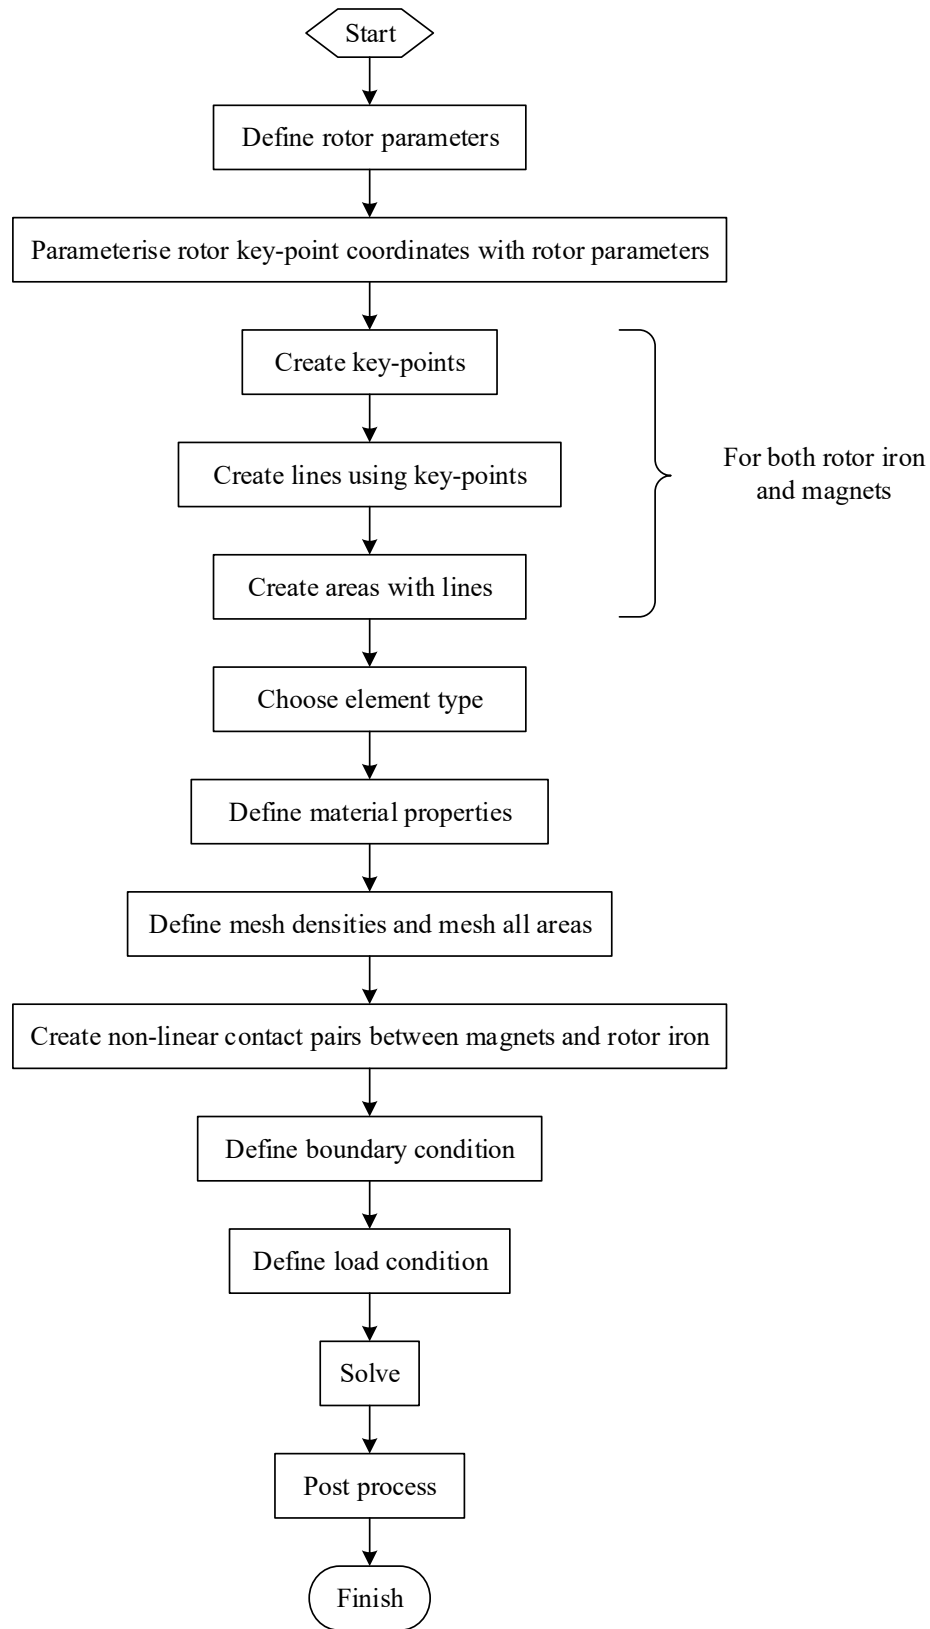 Start
Define rotor parameters
Parameterise rotor key-point coordinates with rotor parameters
Create key-points
Create lines using key-points
For both rotor iron
and magnets
Create areas with lines
Choose element type
Define material properties
Define mesh densities and mesh all areas
Create non-linear contact pairs between magnets and rotor iron
Define boundary condition
Define load condition
Solve
Post process
Finish